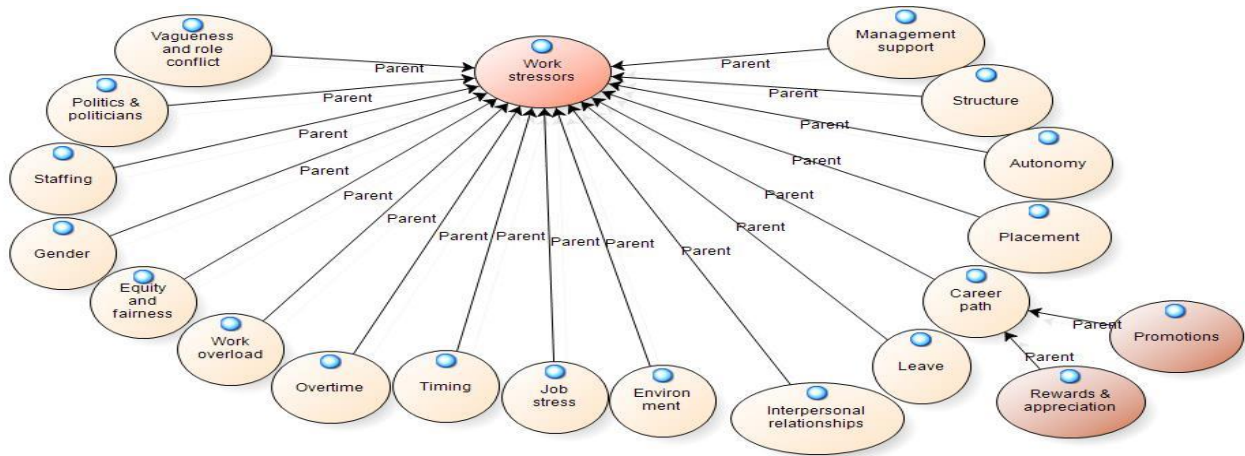 Vagueness
and role
conflict
Work
stressors
Management
support
Parent
Parent
Politics &
politicians
Parent
Parent
Structure
Staffing
Parent
Parent
Autonomy
Gender
Parent
Parent
Placement
Equity
and
fairness
Parent
Parent
Career
path
Work
overload
Parent
Parent
Parent
Parent
Parent
Parent
Promotions
Parent
Parent
Overtime
Timing
Job
stress
Environ
ment
Interpersonal
relationships
Leave
Rewards &
appreciation